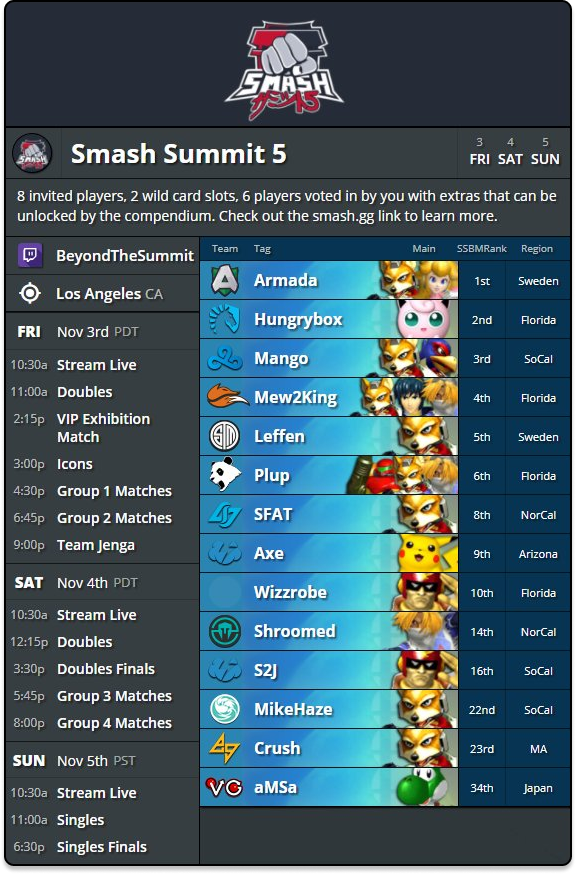 SMASH
Smash Summit 5
3 4 5
FRI SAT SUN
8 invited players, 2 wild card slots, 6 players voted in by you with extras that can be
unlocked by the compendium. Check out the smash.gg link to learn more.
BeyondTheSummit
Los Angeles CA
FRI Nov 3rd PDT
10:30a Stream Live
11:00a Doubles
2:15p VIP Exhibition
Match
3:00p Icons
4:30p Group 1 Matches
6:45p Group 2 Matches
9:00p Team Jenga
SAT Nov 4th PDT
10:30a Stream Live
12:15p Doubles
3:30p Doubles Finals
5:45p Group 3 Matches
8:00p Group 4 Matches
SUN Nov 5th PST
10:30a Stream Live
11:00a Singles
6:30p Singles Finals
Team Tag Main SSBMRank Region
Armada 1st Sweden
Hungrybox 2nd Florida
Mango 3rd SoCal
Mew2King 4th Florida
TSM Leffen 5th Sweden
Plup 6th Florida
SFAT 8th NorCal
Axe 9th Arizona
Wizzrobe 10th Florida
Shroomed 14th NorCal
S2J 16th SoCal
MikeHaze 22nd SoCal
Crush 23rd MA
VG aMSa 34th Japan